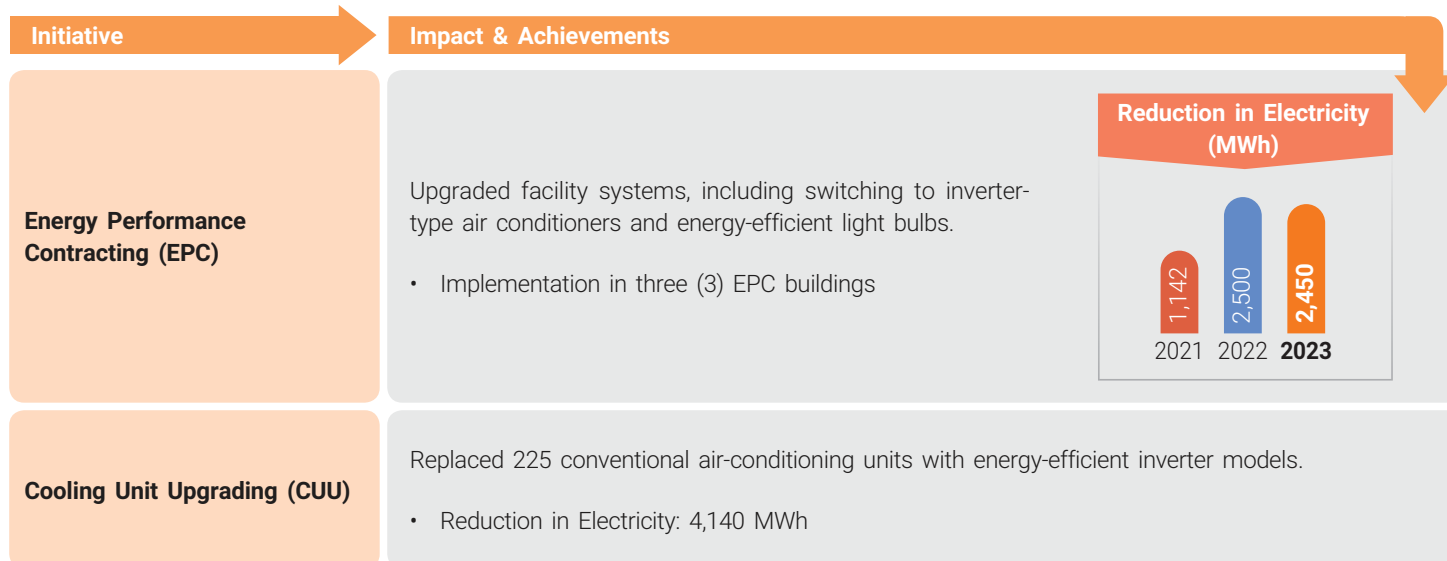 Initiative
Impact & Achievements
Energy Performance
Contracting (EPC)
Upgraded facility systems, including switching to inverter-
type air conditioners and energy-efficient light bulbs.
• Implementation in three (3) EPC buildings
Reduction in Electricity
(MWh)
1,142
2,500
2,450
2021 2022 2023
Cooling Unit Upgrading (CUU)
Replaced 225 conventional air-conditioning units with energy-efficient inverter models.
• Reduction in Electricity: 4,140 MWh